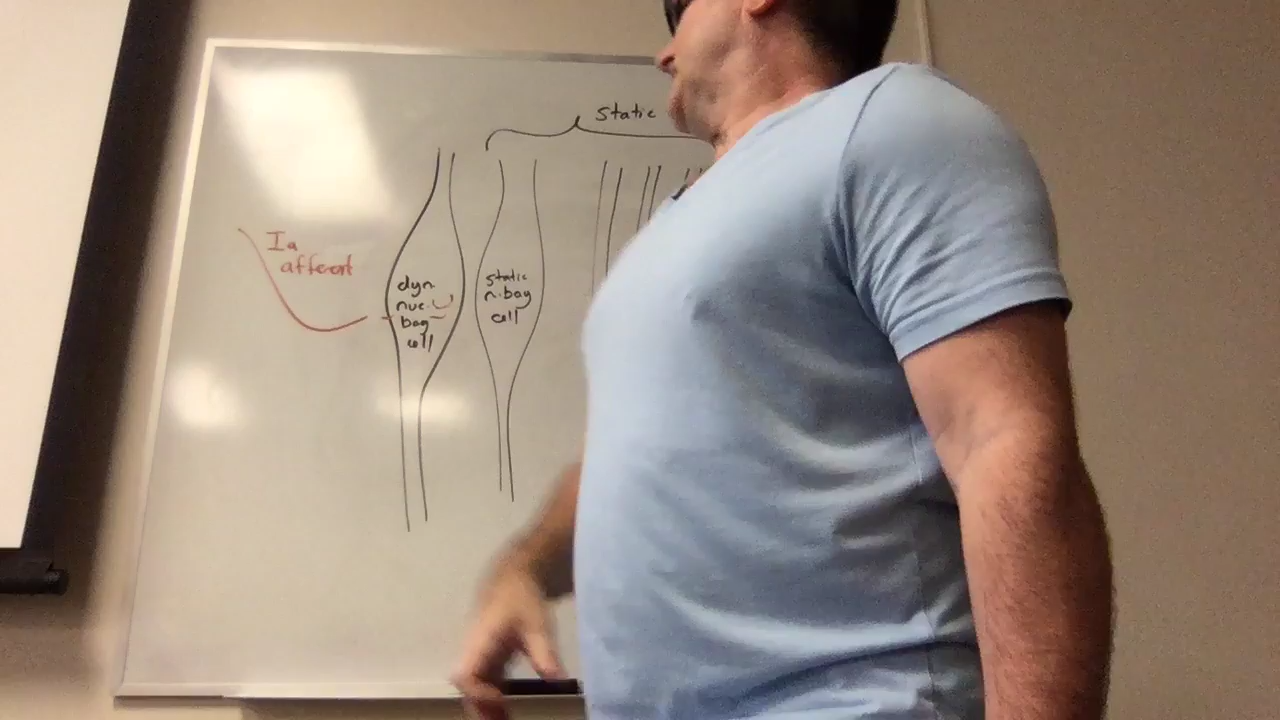 Static
Ia
afferent
dyn.
nuc.
bag
cell
static
n.bag
cell